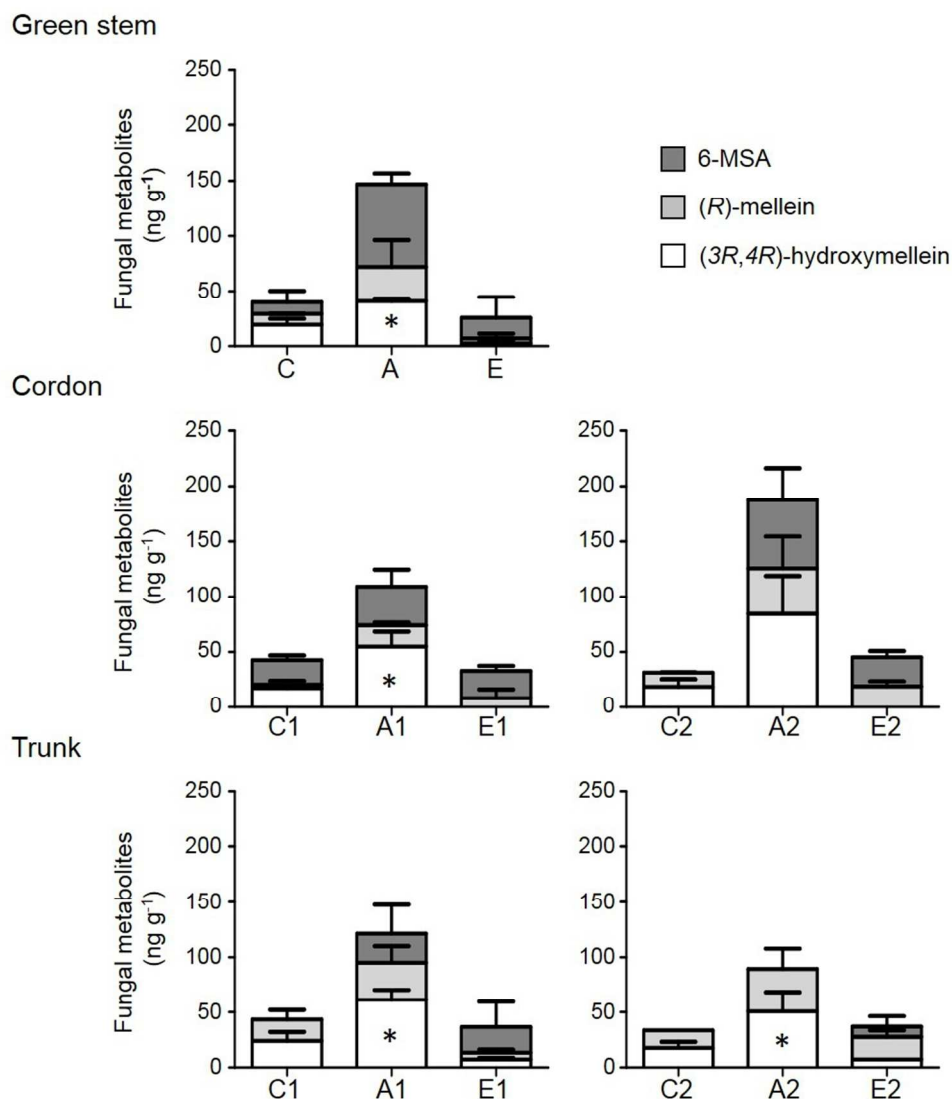 Green stem
Fungal metabolites
(ng g⁻¹)
250
200
150
100
50
0
C A E
6-MSA
(R)-mellein
(3R,4R)-hydroxymellein
*
Cordon
Fungal metabolites
(ng g⁻¹)
250
200
150
100
50
0
C1 A1 E1
*
250
200
150
100
50
0
C2 A2 E2
Trunk
Fungal metabolites
(ng g⁻¹)
250
200
150
100
50
0
C1 A1 E1
*
250
200
150
100
50
0
C2 A2 E2
*